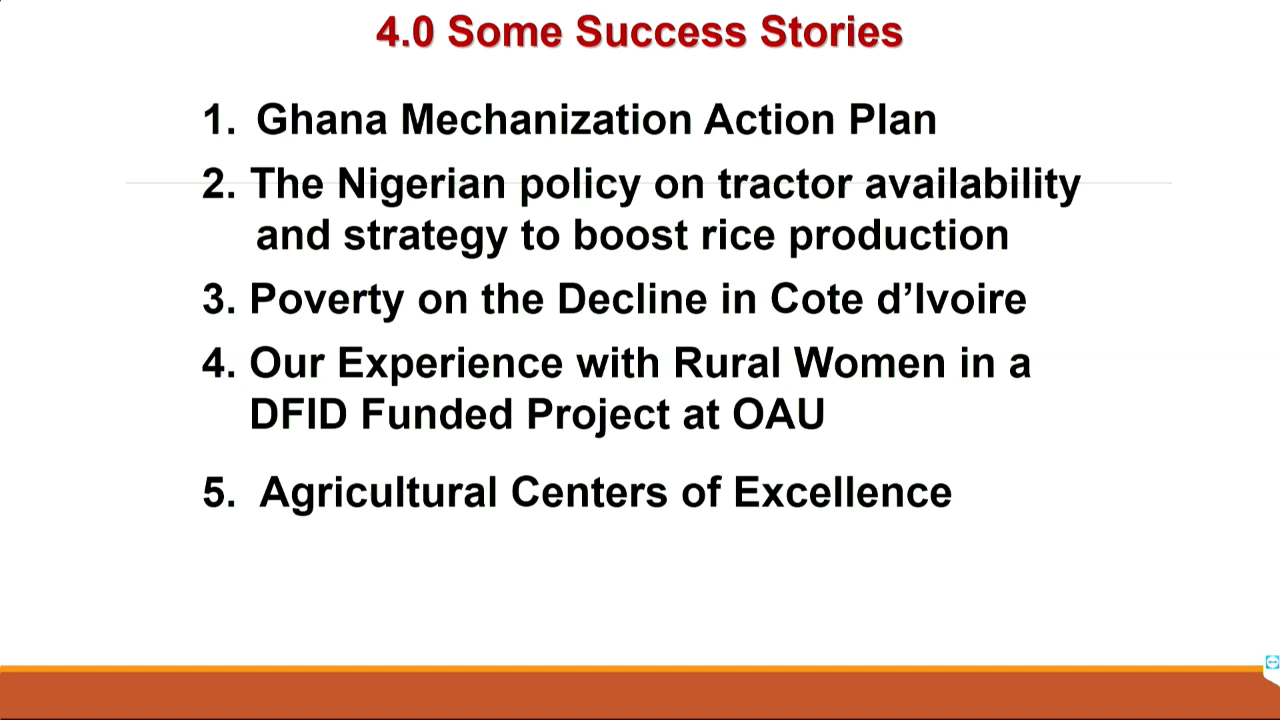 4.0 Some Success Stories
1. Ghana Mechanization Action Plan
2. The Nigerian policy on tractor availability
and strategy to boost rice production
3. Poverty on the Decline in Cote d’Ivoire
4. Our Experience with Rural Women in a
DFID Funded Project at OAU
5. Agricultural Centers of Excellence